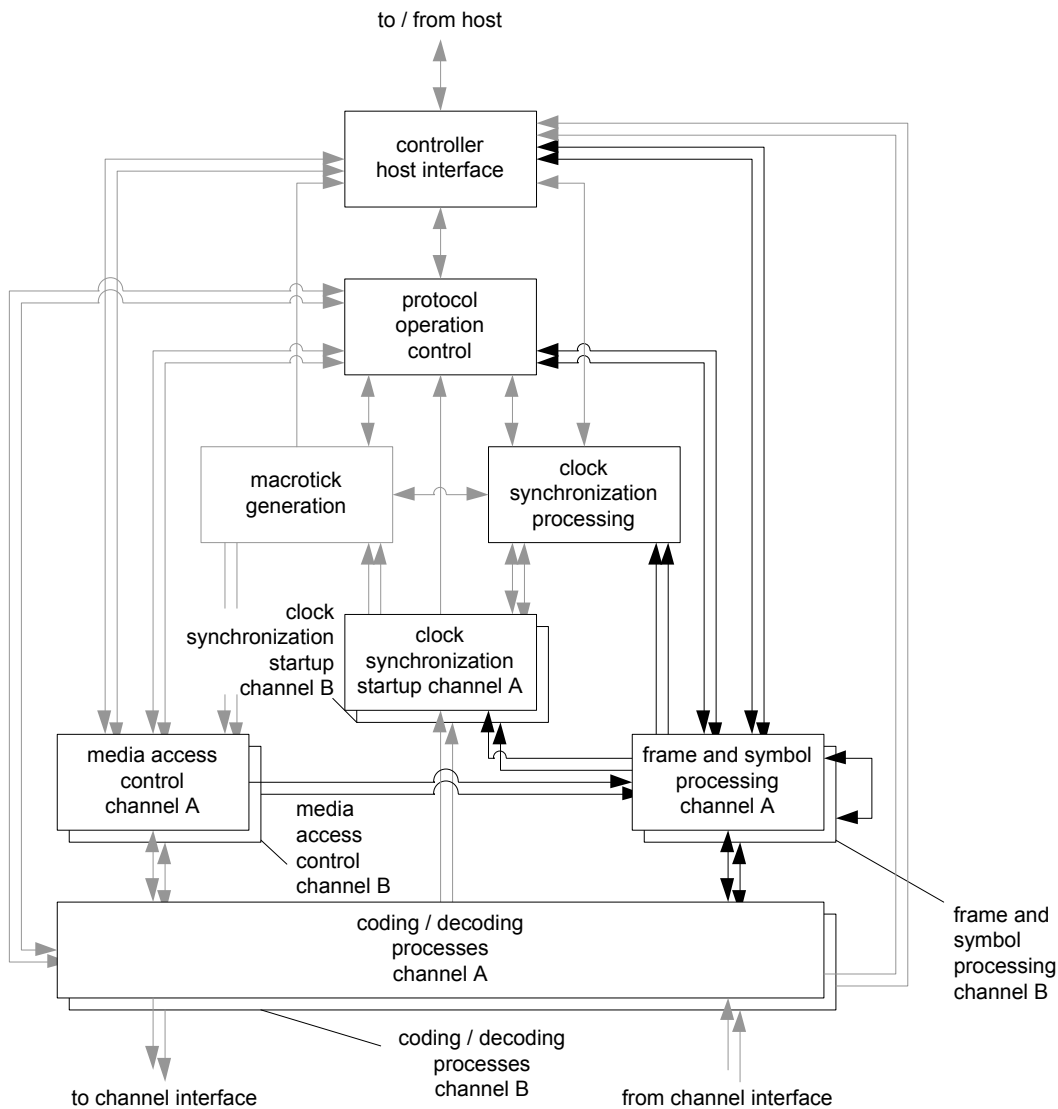 to / from host
controller
host interface
protocol
operation
control
macrotick
generation
clock
synchronization
processing
clock
synchronization
startup
channel B
clock
synchronization
startup channel A
media access
control
channel A
frame and symbol
processing
channel A
media
access
control
channel B
coding / decoding
processes
channel A
frame and
symbol
processing
channel B
coding / decoding
processes
channel B
to channel interface
from channel interface